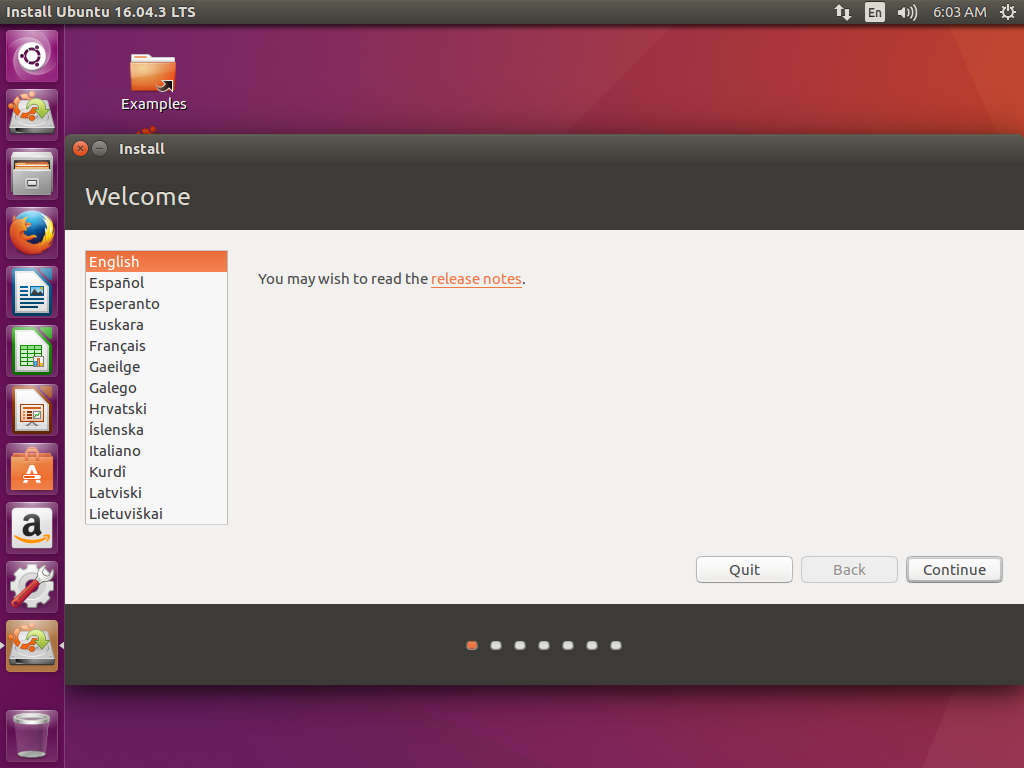 Install Ubuntu 16.04.3 LTS
En
6:03 AM
Examples
Install
Welcome
English
Español
Esperanto
Euskara
Français
Gaeilge
Galego
Hrvatski
Íslenska
Italiano
Kurdî
Latviski
Lietuviškai
You may wish to read the release notes.
Quit
Back
Continue
A
a